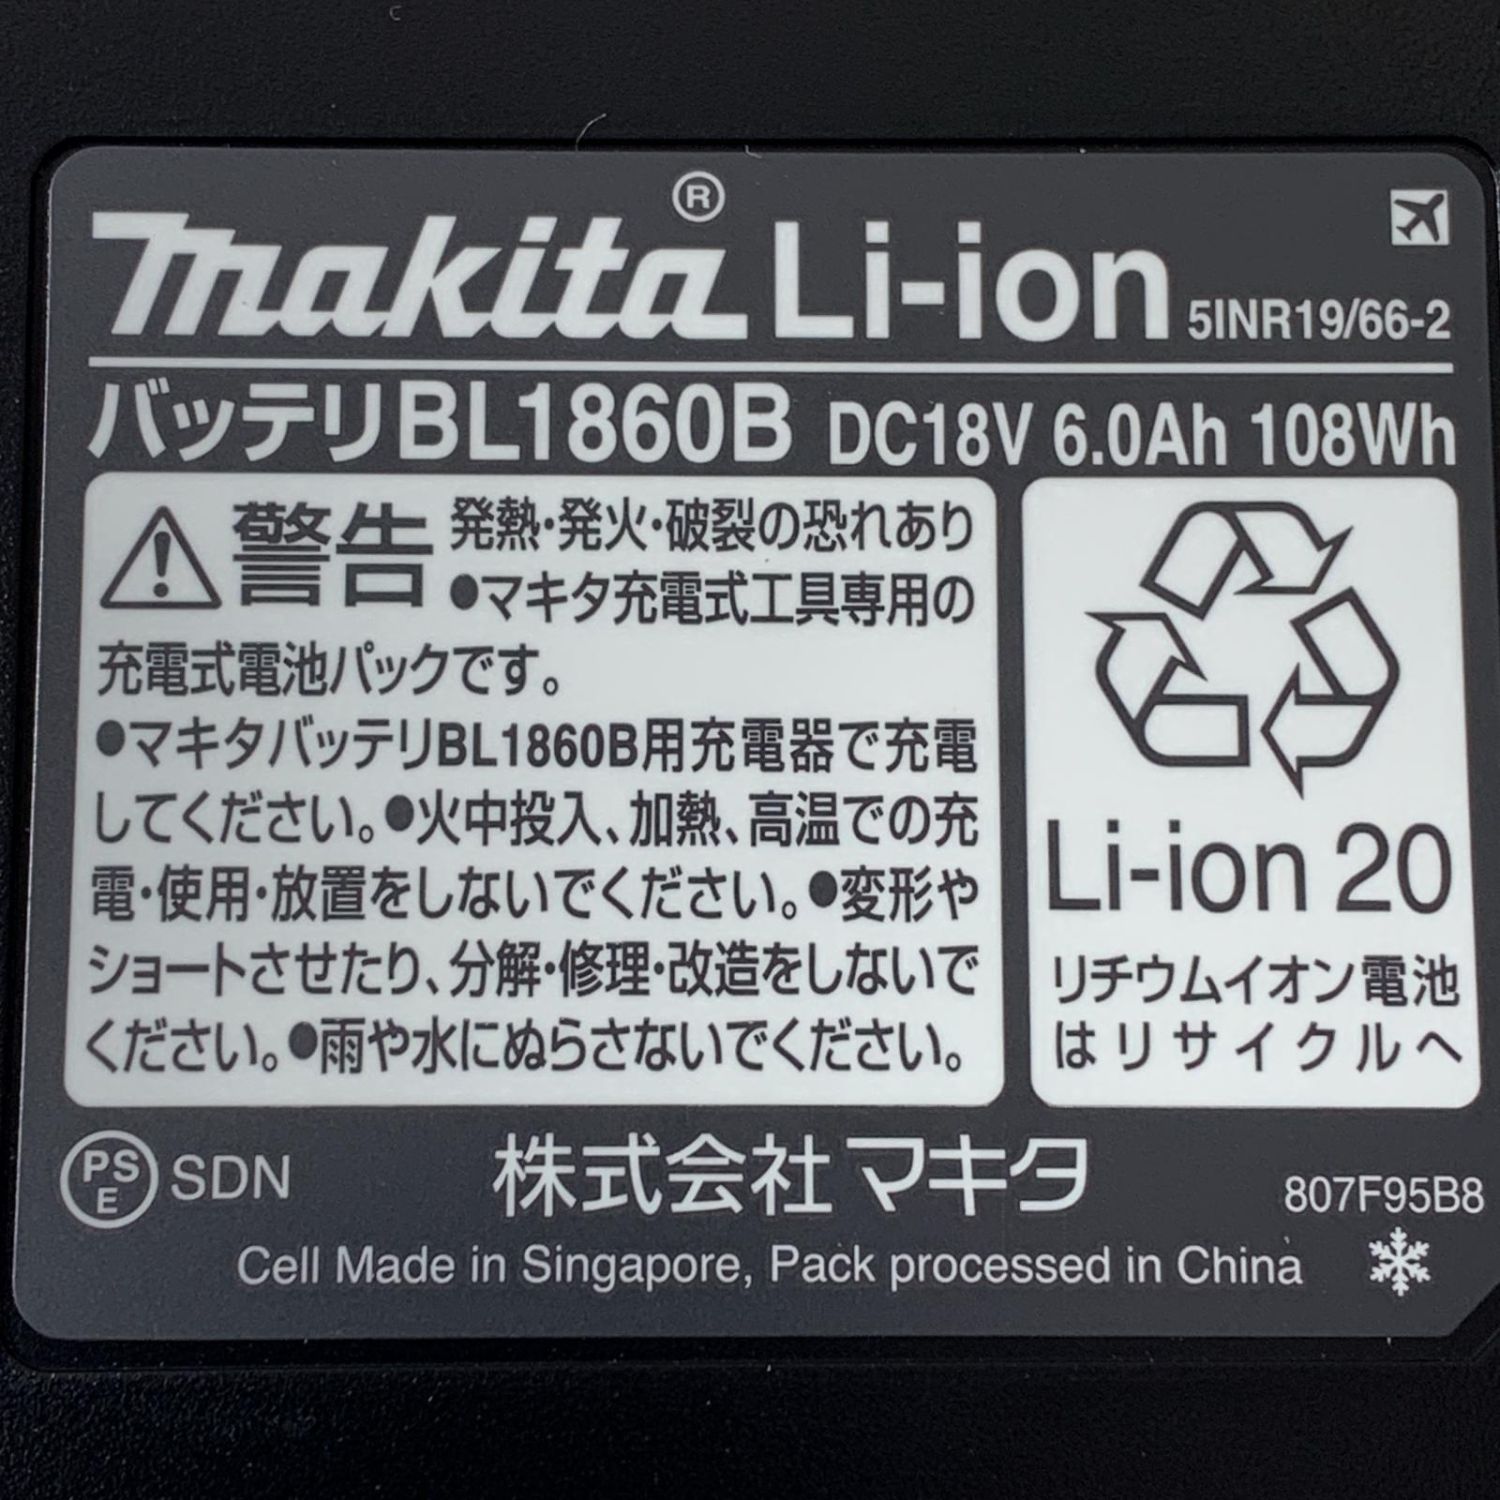 makita® Li-ion 5INR19/66-2
バッテリBL1860B DC18V 6.0Ah 108Wh
警告 発熱・発火・破裂の恐れあり
●マキタ充電式工具専用の
充電式電池パックです。
●マキタバッテリBL1860B用充電器で充電
してください。●火中投入、加熱、高温での充
電・使用・放置をしないでください。●変形や
ショートさせたり、分解・修理・改造をしないで
ください。●雨や水にぬらさないでください。
Li-ion 20
リチウムイオン電池
はリサイクルへ
PSE SDN
株式会社マキタ
807F95B8
Cell Made in Singapore, Pack processed in China